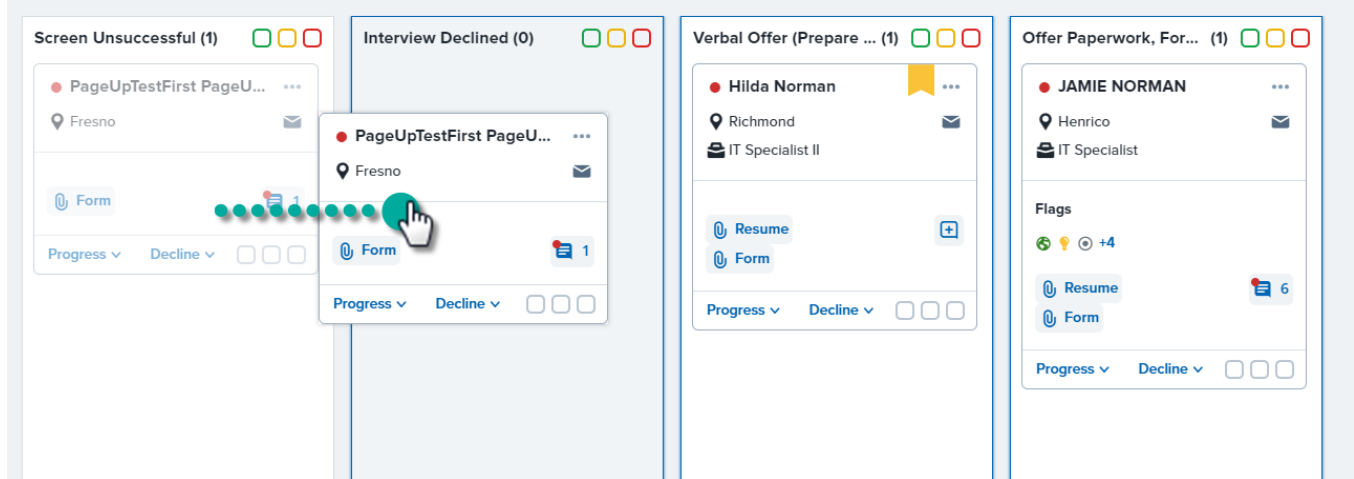 Screen Unsuccessful (1)
PageUpTestFirst PageU...
Fresno
Form
1
Progress
Decline
Interview Declined (0)
PageUpTestFirst PageU...
Fresno
Form
1
Progress
Decline
Verbal Offer (Prepare ... (1)
Hilda Norman
Richmond
IT Specialist II
Resume
Form
Progress
Decline
Offer Paperwork, For... (1)
JAMIE NORMAN
Henrico
IT Specialist
Flags
+4
Resume
6
Form
Progress
Decline